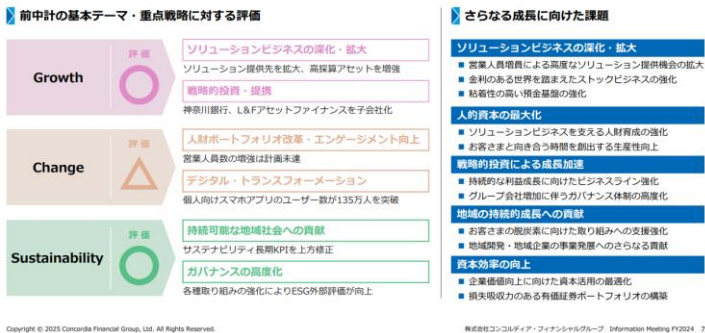 前中計の基本テーマ・重点戦略に対する評価
Growth
評価
ソリューションビジネスの深化・拡大
ソリューション提供先を拡大、高採算アセットを増強
戦略的投資・提携
神奈川銀行、L＆Fアセットファイナンスを子会社化
Change
評価
人財ポートフォリオ改革・エンゲージメント向上
営業人員数の増強は計画未達
デジタル・トランスフォーメーション
個人向けスマホアプリのユーザー数が135万人を突破
Sustainability
評価
持続可能な地域社会への貢献
サステナビリティ長期KPIを上方修正
ガバナンスの高度化
各種取り組みの強化によりESG外部評価が向上
さらなる成長に向けた課題
ソリューションビジネスの深化・拡大
■ 営業人員増員による高度なソリューション提供機会の拡大
■ 金利のある世界を踏まえたストックビジネスの強化
■ 粘着性の高い預金基盤の強化
人的資本の最大化
■ ソリューションビジネスを支える人財育成の強化
■ お客さまと向き合う時間を創出する生産性向上
戦略的投資による成長加速
■ 持続的な利益成長に向けたビジネスライン強化
■ グループ会社増加に伴うガバナンス体制の高度化
地域の持続的成長への貢献
■ お客さまの脱炭素に向けた取り組みへの支援強化
■ 地域開発・地域企業の事業発展へのさらなる貢献
資本効率の向上
■ 企業価値向上に向けた資本活用の最適化
■ 損失吸収力のある有価証券ポートフォリオの構築
Copyright © 2025 Concordia Financial Group, Ltd. All Rights Reserved.
株式会社コンコルディア・フィナンシャルグループ Information Meeting FY2024 7